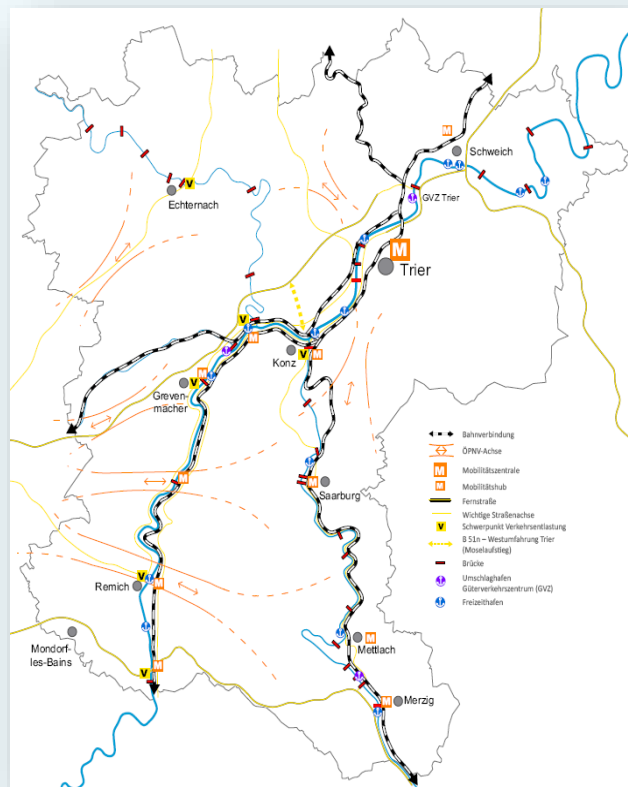 Schweich
Echternach
GVZ Trier
M
Trier
Konz
Greven-
macher
Saarburg
Remich
Mondorf-
les-Bains
Mettlach
Merzig
Bahnverbindung
ÖPNV-Achse
M Mobilitätszentrale
M Mobilitätshub
Fernstraße
Wichtige Straßenachse
V Schwerpunkt Verkehrsentlastung
B 51n – Westumfahrung Trier
(Moselaufstieg)
Brücke
Umschlaghafen
Güterverkehrszentrum (GVZ)
Freizeithafen